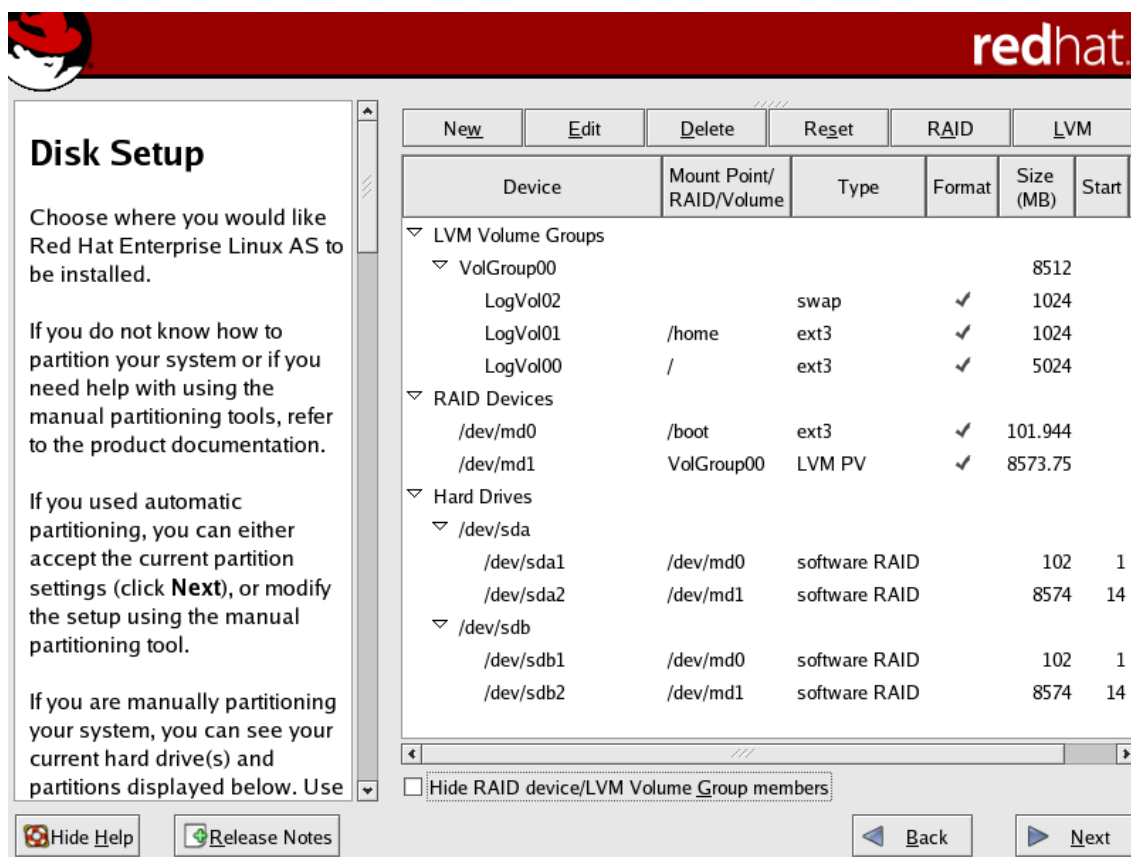 redhat.
Disk Setup
Choose where you would like
Red Hat Enterprise Linux AS to
be installed.
If you do not know how to
partition your system or if you
need help with using the
manual partitioning tools, refer
to the product documentation.
If you used automatic
partitioning, you can either
accept the current partition
settings (click Next), or modify
the setup using the manual
partitioning tool.
If you are manually partitioning
your system, you can see your
current hard drive(s) and
partitions displayed below. Use
New Edit Delete Reset RAID LVM
Device Mount Point/ RAID/Volume Type Format Size (MB) Start
LVM Volume Groups
VolGroup00 8512
LogVol02 swap 1024
LogVol01 /home ext3 1024
LogVol00 / ext3 5024
RAID Devices
/dev/md0 /boot ext3 101.944
/dev/md1 VolGroup00 LVM PV 8573.75
Hard Drives
/dev/sda
/dev/sda1 /dev/md0 software RAID 102 1
/dev/sda2 /dev/md1 software RAID 8574 14
/dev/sdb
/dev/sdb1 /dev/md0 software RAID 102 1
/dev/sdb2 /dev/md1 software RAID 8574 14
Hide RAID device/LVM Volume Group members
Hide Help Release Notes Back Next